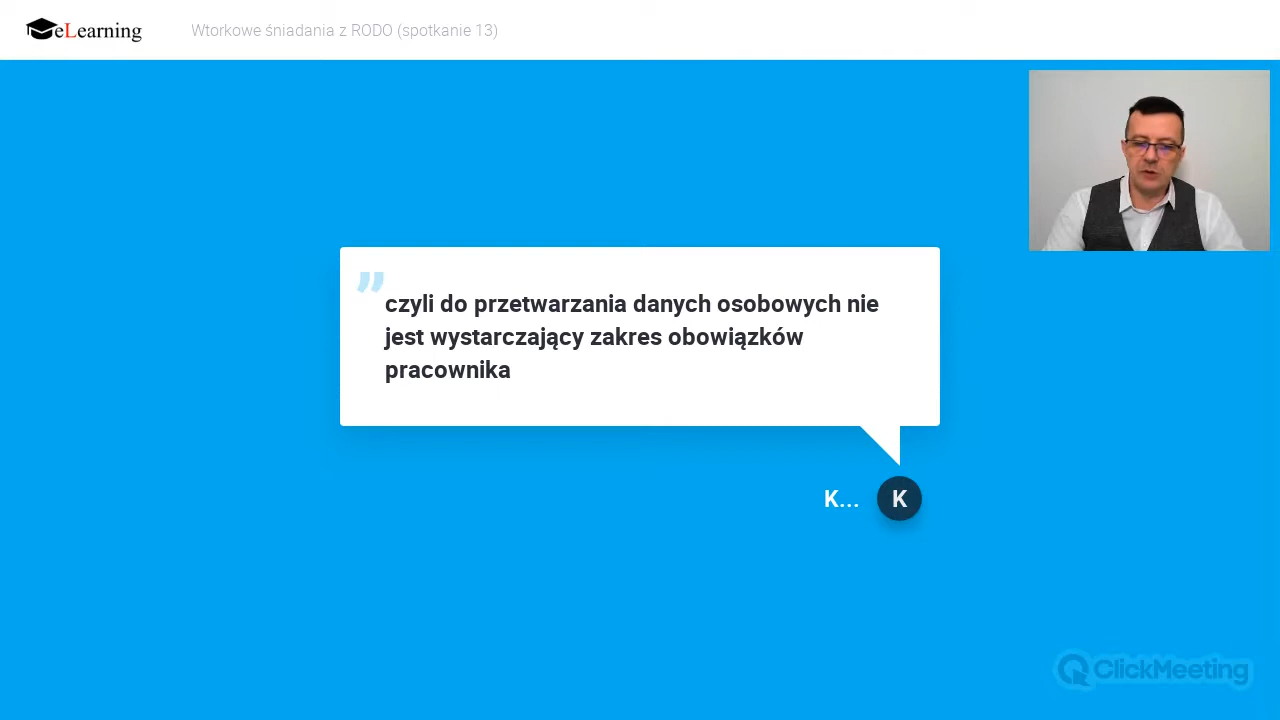 eLearning
Wtorkowe śniadania z RODO (spotkanie 13)
” czyli do przetwarzania danych osobowych nie
jest wystarczający zakres obowiązków
pracownika
K... K
ClickMeeting